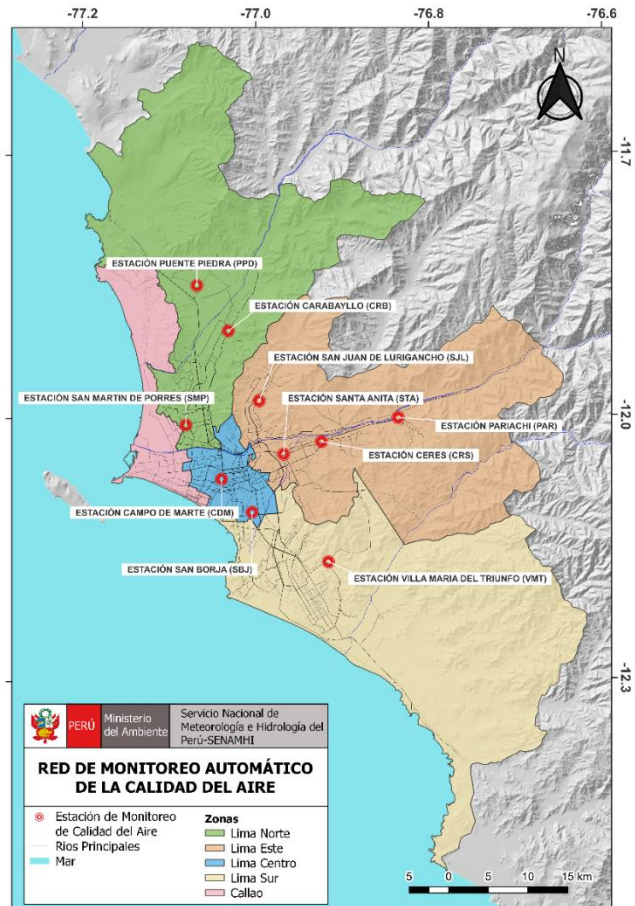 -77.2
-77.0
-76.8
-76.6
N
-11.7
ESTACIÓN PUENTE PIEDRA (PPD)
ESTACIÓN CARABAYLLO (CRB)
ESTACIÓN SAN JUAN DE LURIGANCHO (SJL)
ESTACIÓN SAN MARTIN DE PORRES (SMP)
ESTACIÓN SANTA ANITA (STA)
-12.0
ESTACIÓN PARIACHI (PAR)
ESTACIÓN CERES (CRS)
ESTACIÓN CAMPO DE MARTE (CDM)
ESTACIÓN SAN BORJA (SBJ)
ESTACIÓN VILLA MARIA DEL TRIUNFO (VMT)
-12.3
PERÚ
Ministerio
del Ambiente
Servicio Nacional de
Meteorología e Hidrología del
Perú-SENAMHI
RED DE MONITOREO AUTOMÁTICO
DE LA CALIDAD DEL AIRE
Estación de Monitoreo
de Calidad del Aire
Rios Principales
Mar
Zonas
Lima Norte
Lima Este
Lima Centro
Lima Sur
Callao
5 0 5 10 15 km